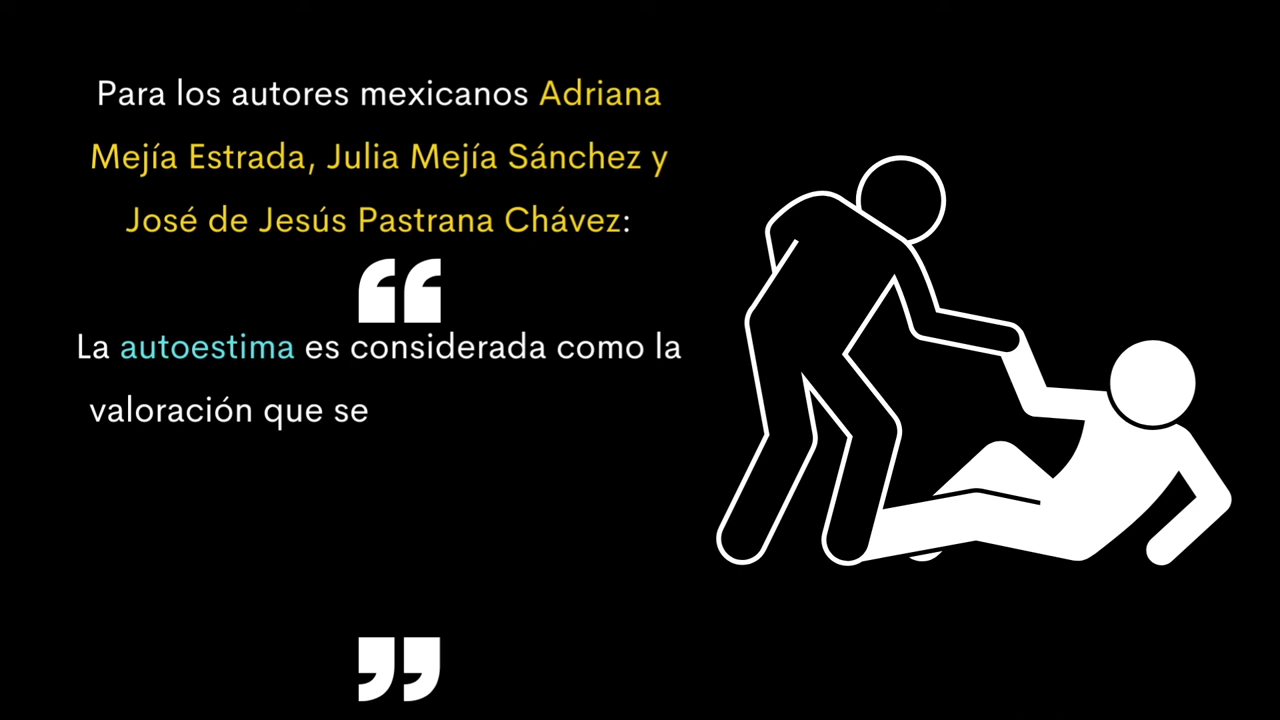 Para los autores mexicanos Adriana
Mejía Estrada, Julia Mejía Sánchez y
José de Jesús Pastrana Chávez:
“
La autoestima es considerada como la
valoración que se
”